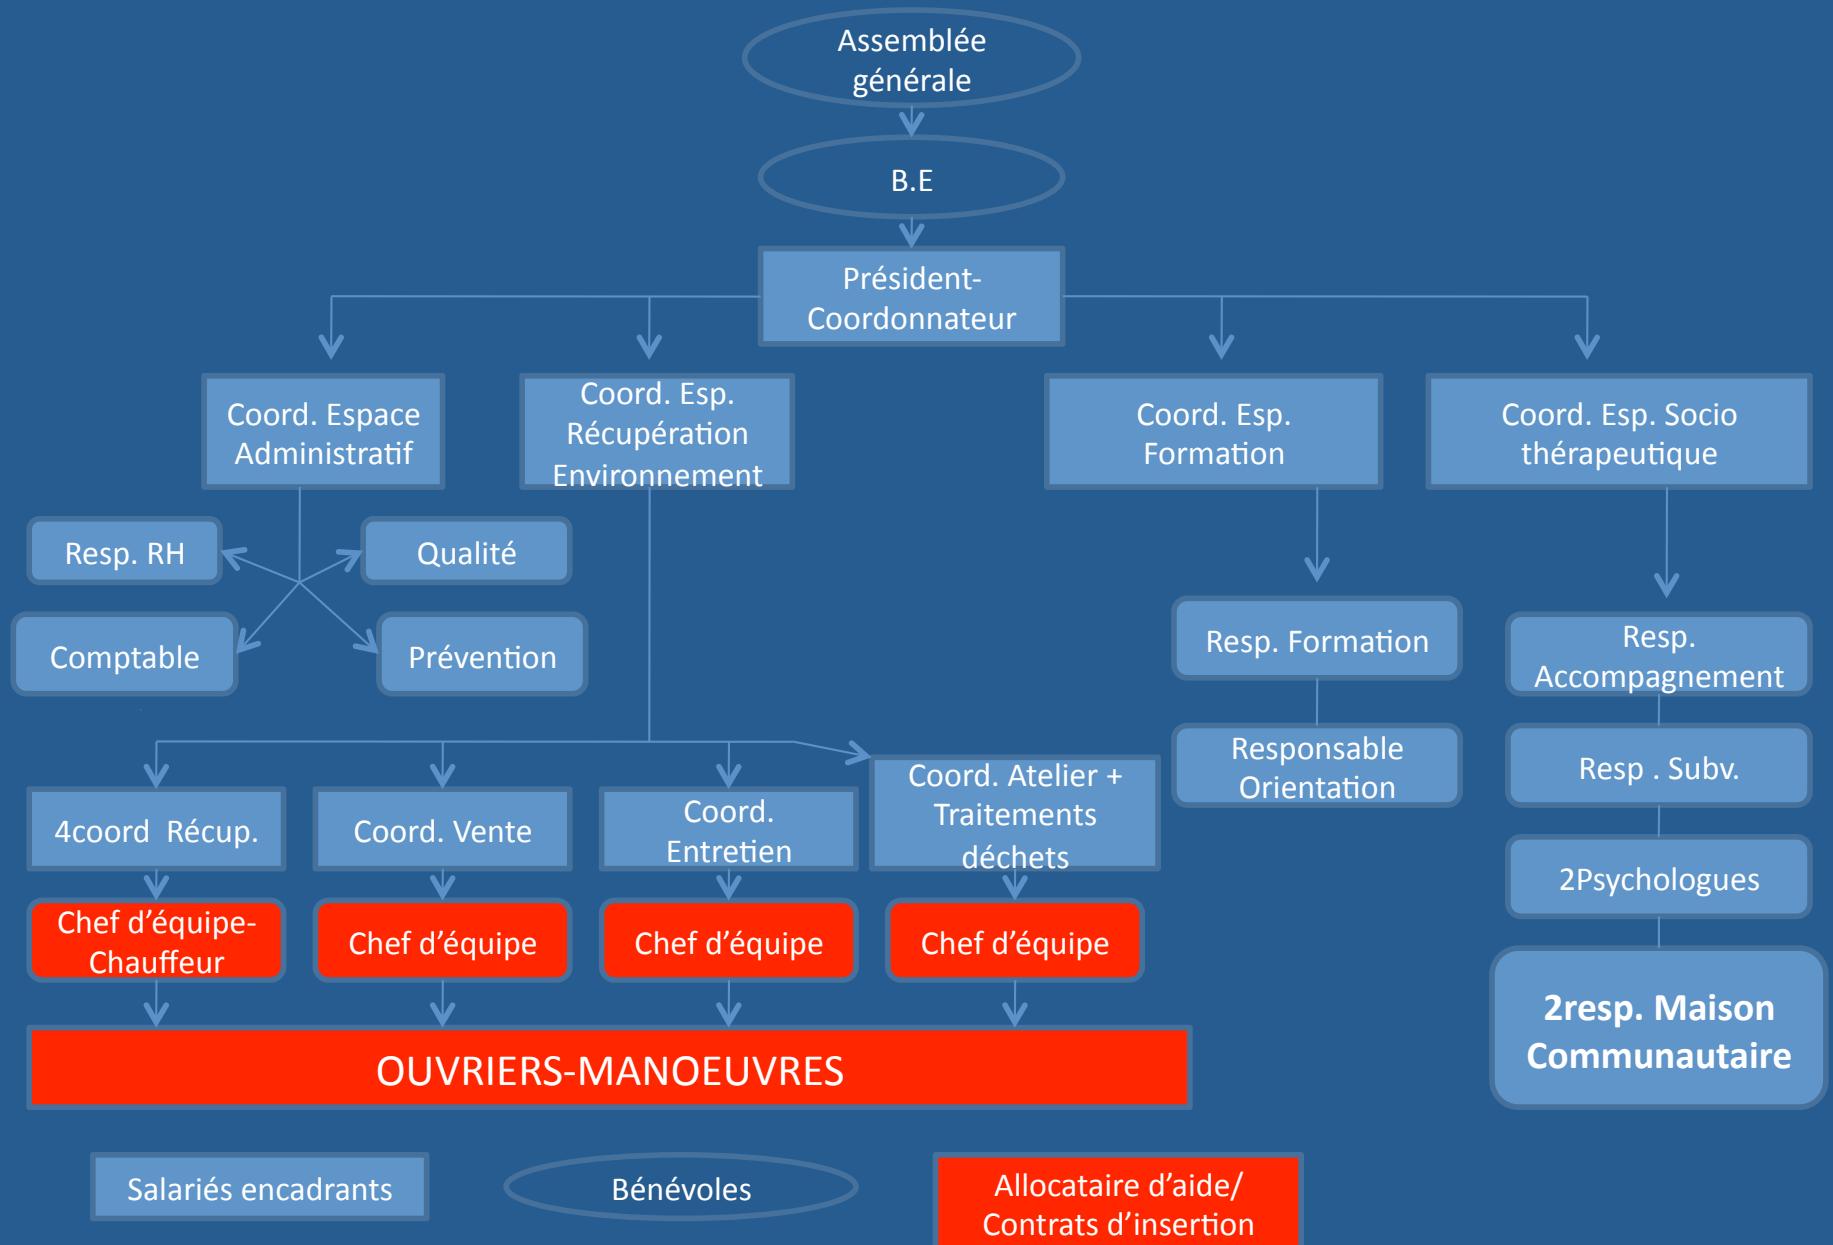 Assemblée
générale
B.E
Président-
Coordonnateur
Coord. Espace
Administratif
Coord. Esp.
Récupération
Environnement
Coord. Esp.
Formation
Coord. Esp. Socio
thérapeutique
Resp. RH
Qualité
Comptable
Prévention
Resp. Formation
Responsable
Orientation
Resp.
Accompagnement
Resp . Subv.
2Psychologues
2resp. Maison
Communautaire
4coord Récup.
Coord. Vente
Coord.
Entretien
Coord. Atelier +
Traitements
déchets
Chef d’équipe-
Chauffeur
Chef d’équipe
Chef d’équipe
Chef d’équipe
OUVRIERS-MANOEUVRES
Salariés encadrants
Bénévoles
Allocataire d’aide/
Contrats d’insertion